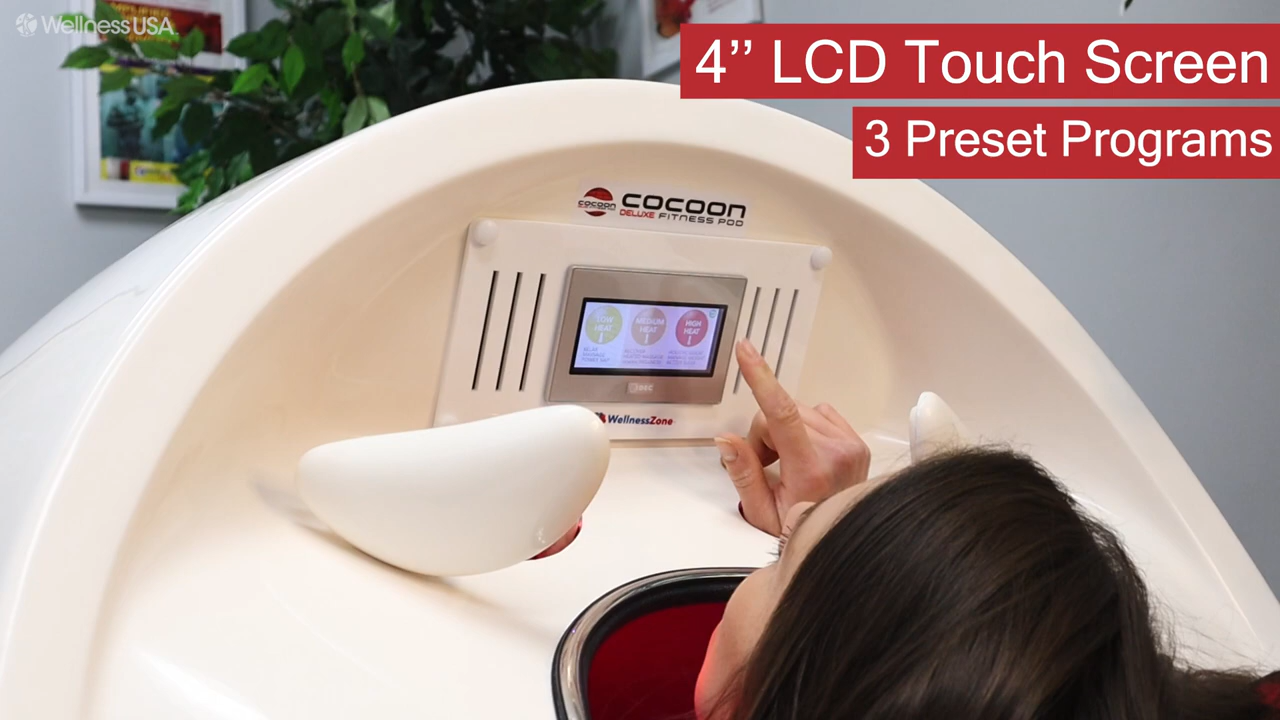 WellnessUSA
4’’ LCD Touch Screen
3 Preset Programs
COCOON
COCOON
DELUXE FITNESS POD
LOW HEAT
MEDIUM HEAT
HIGH HEAT
WellnessZone